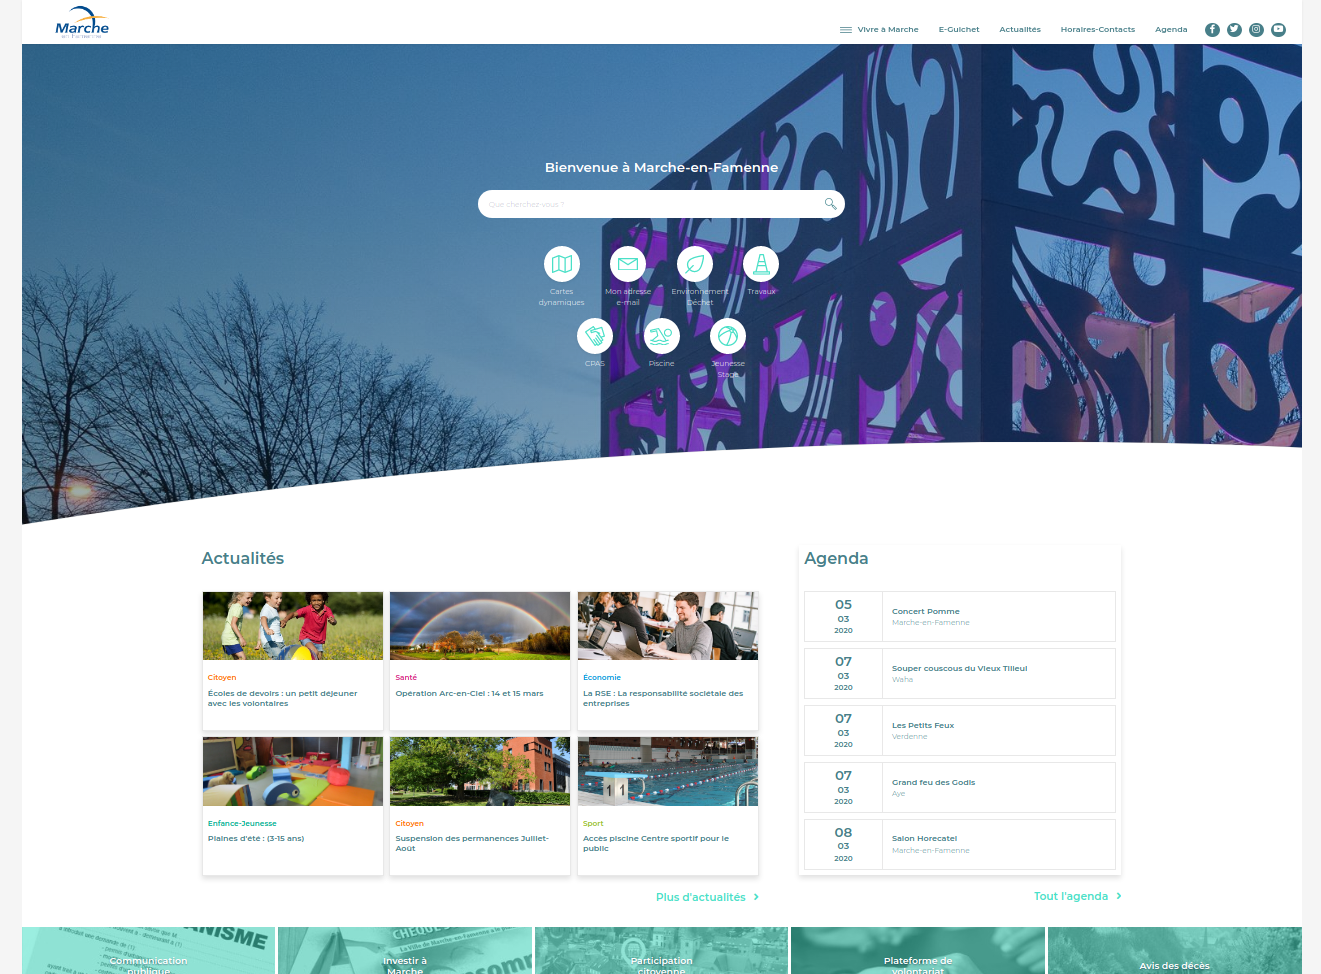 Marche
en Famenne
Vivre à Marche
E-Guichet
Actualités
Horaires-Contacts
Agenda
Bienvenue à Marche-en-Famenne
Que cherchez-vous ?
Cartes
dynamiques
Mon adresse
e-mail
Environnement
Déchet
Travaux
CPAS
Piscine
Jeunesse
Stage
Actualités
Citoyen
Écoles de devoirs : un petit déjeuner
avec les volontaires
Santé
Opération Arc-en-Ciel : 14 et 15 mars
Économie
La RSE : La responsabilité sociétale des
entreprises
Enfance-Jeunesse
Plaines d'été : (3-15 ans)
Citoyen
Suspension des permanences Juillet-
Août
11
Sport
Accès piscine Centre sportif pour le
public
Plus d'actualités
Agenda
05
03
2020
Concert Pomme
Marche-en-Famenne
07
03
2020
Souper couscous du Vieux Tilleul
Waha
07
03
2020
Les Petits Feux
Verdenne
07
03
2020
Grand feu des Godis
Aye
08
03
2020
Salon Horecatel
Marche-en-Famenne
Tout l'agenda
Communication
publique
Investir à
Marche
Participation
citoyenne
Plateforme de
volontariat
Avis des décès